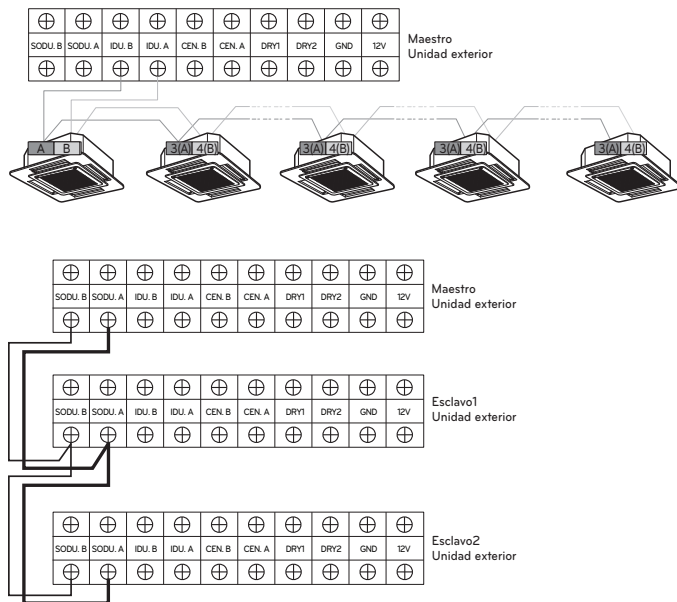 SODU. B SODU. A IDU. B IDU. A CEN. B CEN. A DRY1 DRY2 GND 12V
Maestro
Unidad exterior
A B 3(A) 4(B) 3(A) 4(B) 3(A) 4(B) 3(A) 4(B)
SODU. B SODU. A IDU. B IDU. A CEN. B CEN. A DRY1 DRY2 GND 12V
Maestro
Unidad exterior
SODU. B SODU. A IDU. B IDU. A CEN. B CEN. A DRY1 DRY2 GND 12V
Esclavo1
Unidad exterior
SODU. B SODU. A IDU. B IDU. A CEN. B CEN. A DRY1 DRY2 GND 12V
Esclavo2
Unidad exterior